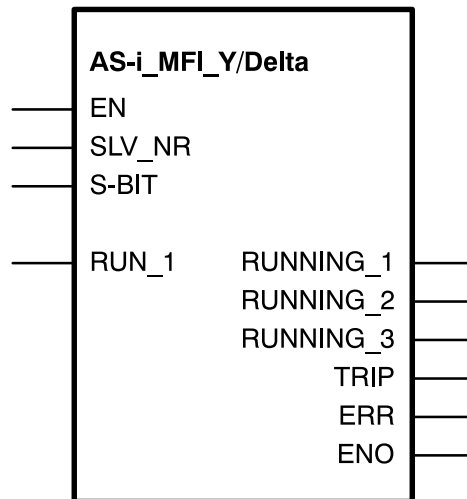 AS-i_MFI_Y/Delta
EN
SLV_NR
S-BIT
RUN_1 RUNNING_1
RUNNING_2
RUNNING_3
TRIP
ERR
ENO